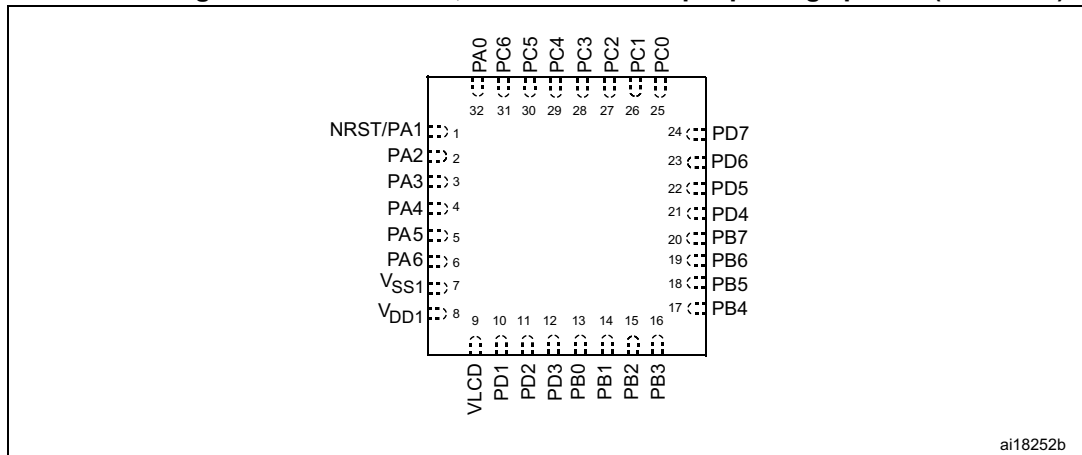 PA0 PC6 PC5 PC4 PC3 PC2 PC1 PC0
32 31 30 29 28 27 26 25
NRST/PA1 1 24 PD7
PA2 2 23 PD6
PA3 3 22 PD5
PA4 4 21 PD4
PA5 5 20 PB7
PA6 6 19 PB6
VSS1 7 18 PB5
VDD1 8 17 PB4
9 10 11 12 13 14 15 16
VLCD PD1 PD2 PD3 PB0 PB1 PB2 PB3
ai18252b